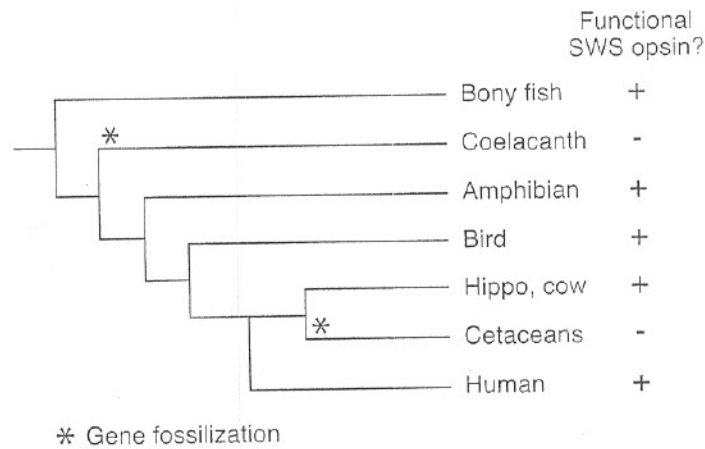 Functional
SWS opsin?
Bony fish +
Coelacanth -
Amphibian +
Bird +
Hippo, cow +
Cetaceans -
Human +
* Gene fossilization